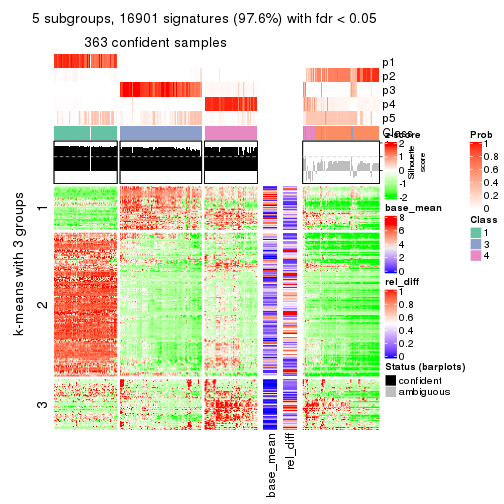 5 subgroups, 16901 signatures (97.6%) with fdr < 0.05
363 confident samples
p1
p2
p3
p4
p5
Class
Silhouette
score
k-means with 3 groups
1
2
3
base_mean
rel_diff
z-score
2
1
0
-1
-2
base_mean
8
6
4
2
0
rel_diff
1
0.8
0.6
0.4
0.2
0
Status (barplots)
confident
ambiguous
Prob
1
0.8
0.6
0.4
0.2
0
Class
1
3
4